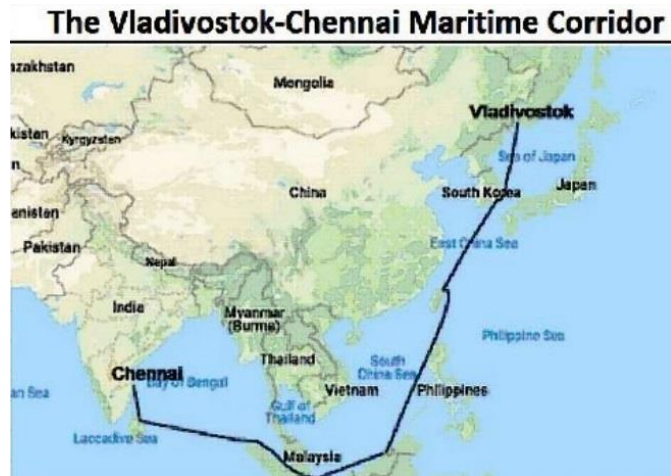 The Vladivostok-Chennai Maritime Corridor
azakhstan
Mongolia
Vladivostok
Kyrgyzstan
kistan
Sea of Japan
China
South Korea
Japan
anistan
Pakistan
East China Sea
Nepal
India
Myanmar
(Burma)
Philippine Sea
Thailand
South
China Sea
Chennai
Bay of Bengal
Vietnam
Philippines
an Sea
Gulf of
Thailand
Laccadive Sea
Malaysia